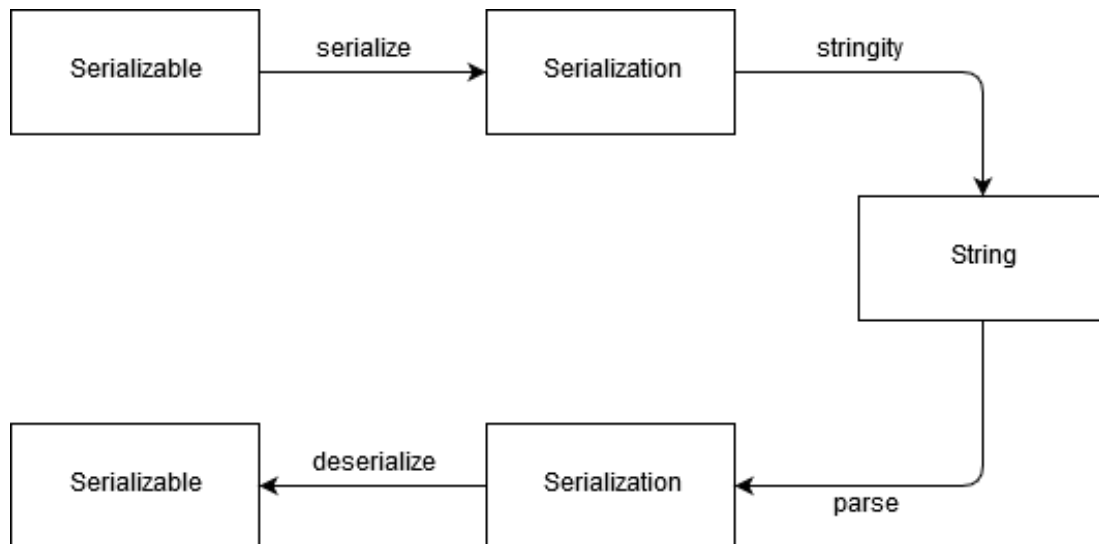 Serializable
serialize
Serialization
stringity
String
Serializable
deserialize
Serialization
parse